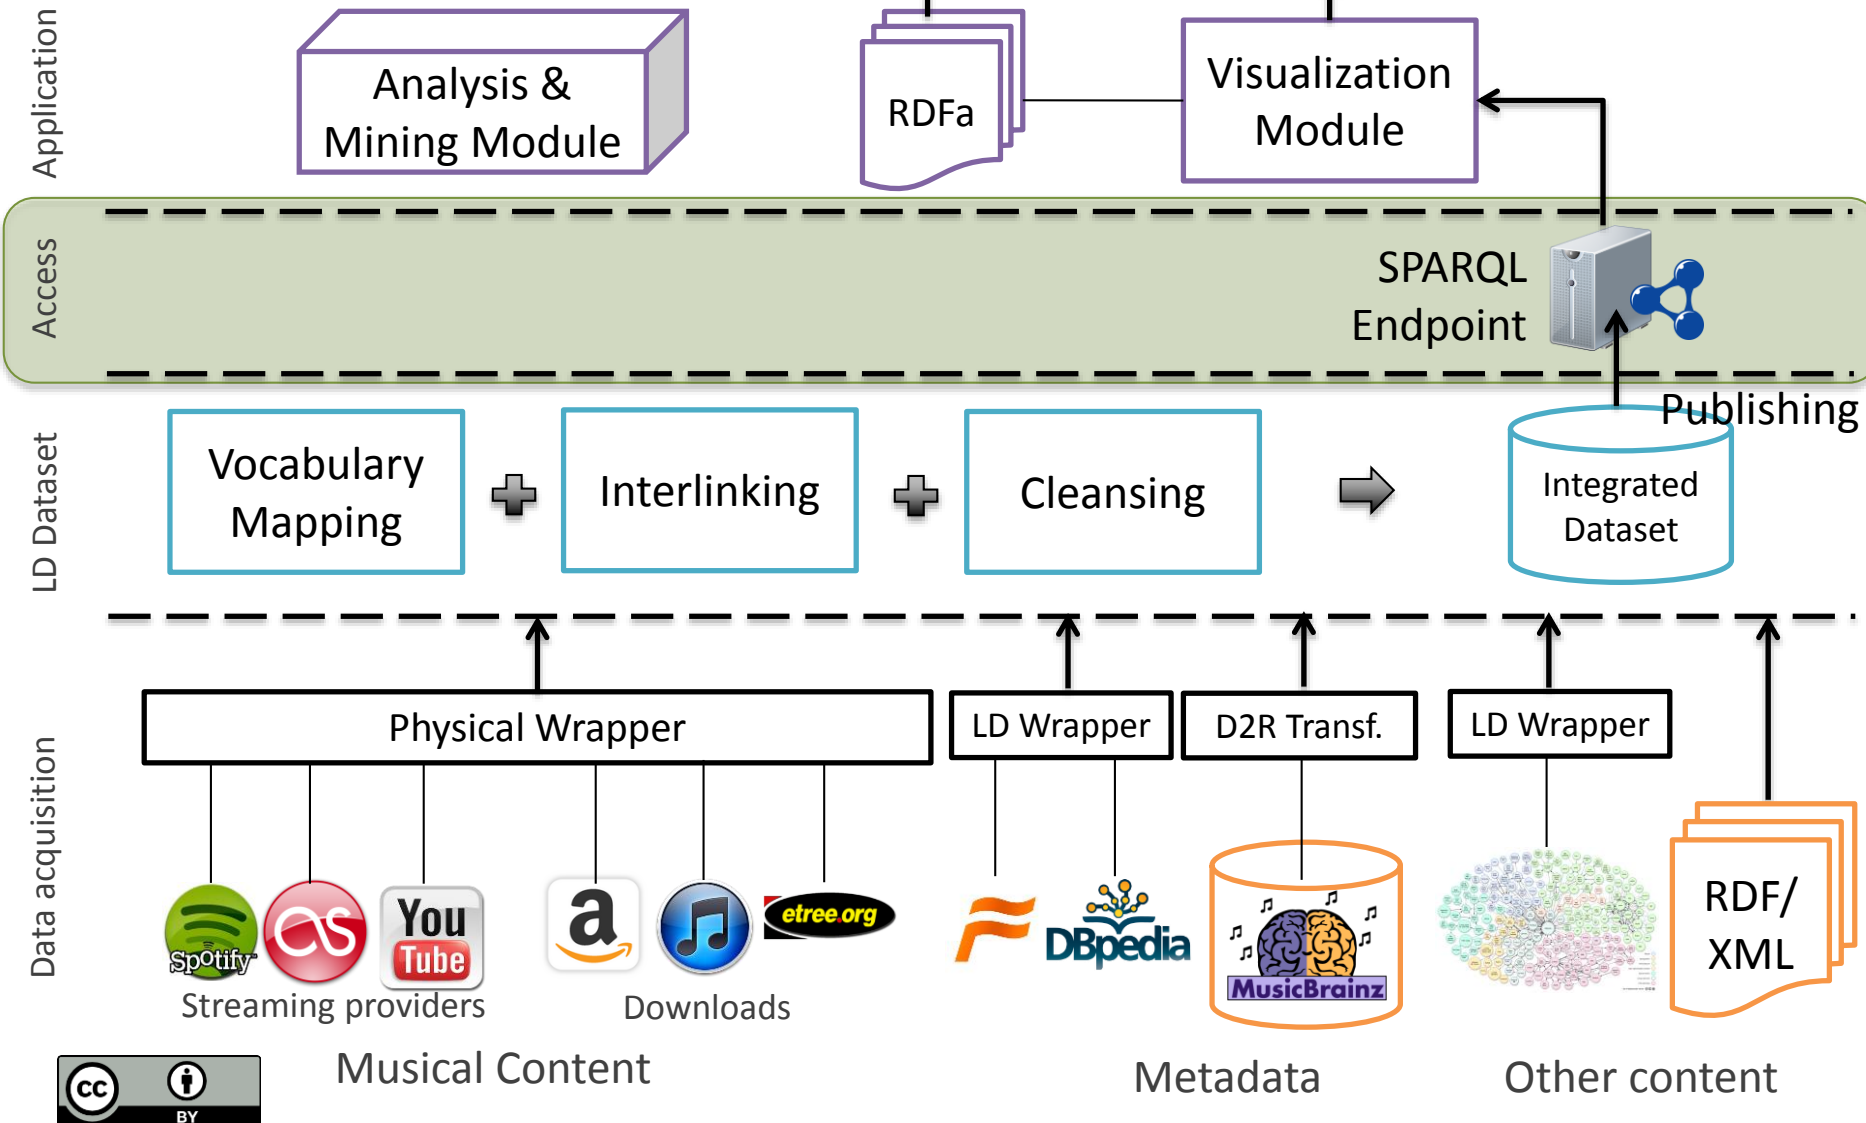 Application
Analysis &
Mining Module
RDFa
Visualization
Module
Access
SPARQL
Endpoint
Publishing
LD Dataset
Vocabulary
Mapping
Interlinking
Cleansing
Integrated
Dataset
Data acquisition
Physical Wrapper
LD Wrapper
D2R Transf.
LD Wrapper
Spotify
You
Tube
a
etree.org
DBpedia
MusicBrainz
RDF/
XML
Streaming providers
Downloads
Musical Content
Metadata
Other content
cc
BY